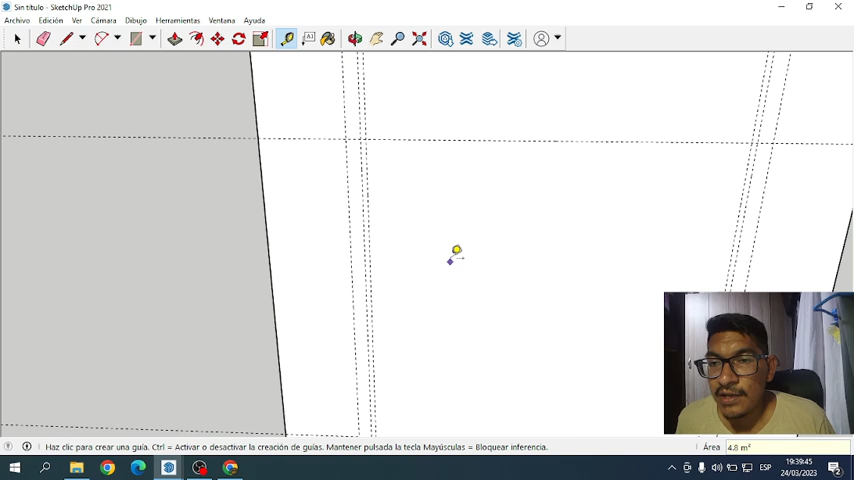 Sin título - SketchUp Pro 2021
Archivo Edición Ver Cámara Dibujo Herramientas Ventana Ayuda
A1
Haz clic para crear una guía. Ctrl = Activar o desactivar la creación de guías. Mantener pulsada la tecla Mayúsculas = Bloquear inferencia.
Área 4.8 m²
ESP
19:39:45
24/03/2023
2